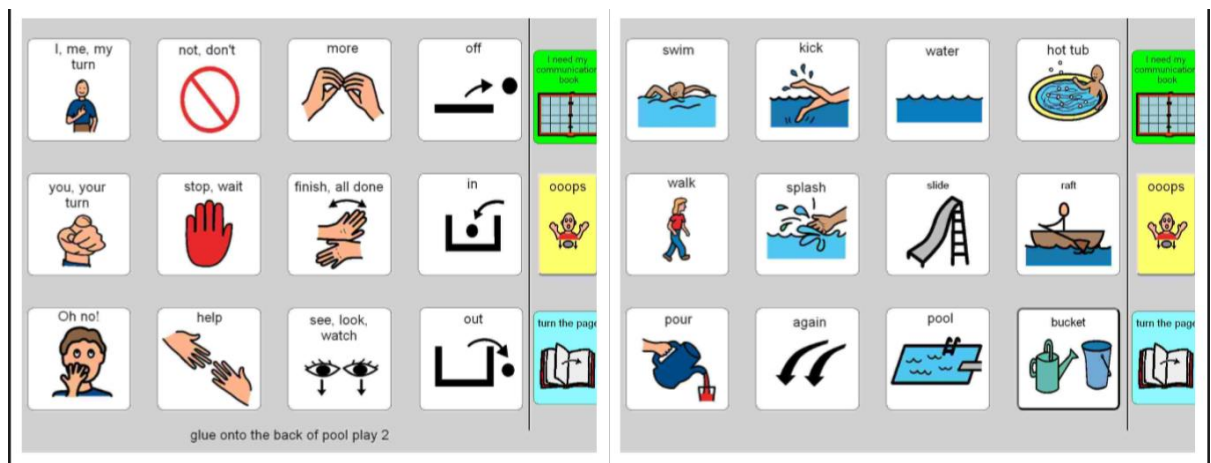 I, me, my
turn
not, don't
more
off
I need my
communication
book
you, your
turn
stop, wait
finish, all done
in
ooops
Oh no!
help
see, look,
watch
out
turn the page
glue onto the back of pool play 2
swim
kick
water
hot tub
I need my
communication
book
walk
splash
slide
raft
ooops
pour
again
pool
bucket
turn the page